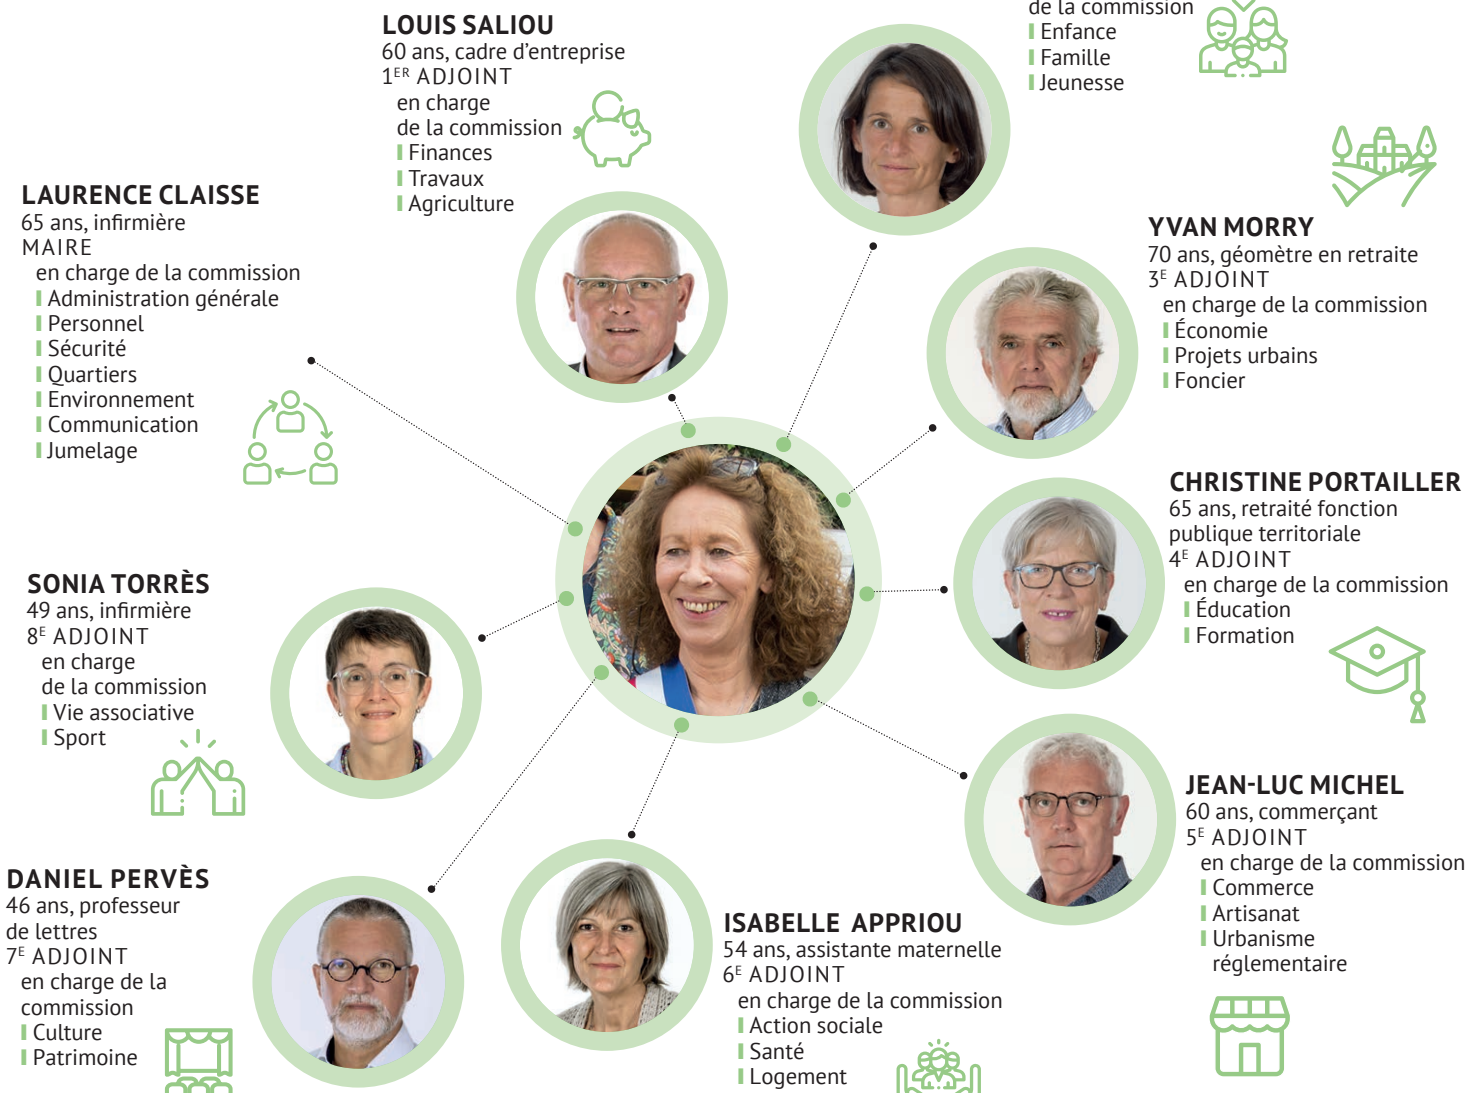 LOUIS SALIOU
60 ans, cadre d'entreprise
1ER ADJOINT
en charge
de la commission
Finances
Travaux
Agriculture
de la commission
Enfance
Famille
Jeunesse
LAURENCE CLAISSE
65 ans, infirmière
MAIRE
en charge de la commission
Administration générale
Personnel
Sécurité
Quartiers
Environnement
Communication
Jumelage
YVAN MORRY
70 ans, géomètre en retraite
3E ADJOINT
en charge de la commission
Économie
Projets urbains
Foncier
CHRISTINE PORTAILLER
65 ans, retraité fonction
publique territoriale
4E ADJOINT
en charge de la commission
Éducation
Formation
SONIA TORRÈS
49 ans, infirmière
8E ADJOINT
en charge
de la commission
Vie associative
Sport
JEAN-LUC MICHEL
60 ans, commerçant
5E ADJOINT
en charge de la commission
Commerce
Artisanat
Urbanisme
réglementaire
DANIEL PERVÈS
46 ans, professeur
de lettres
7E ADJOINT
en charge de la
commission
Culture
Patrimoine
ISABELLE APPRIOU
54 ans, assistante maternelle
6E ADJOINT
en charge de la commission
Action sociale
Santé
Logement